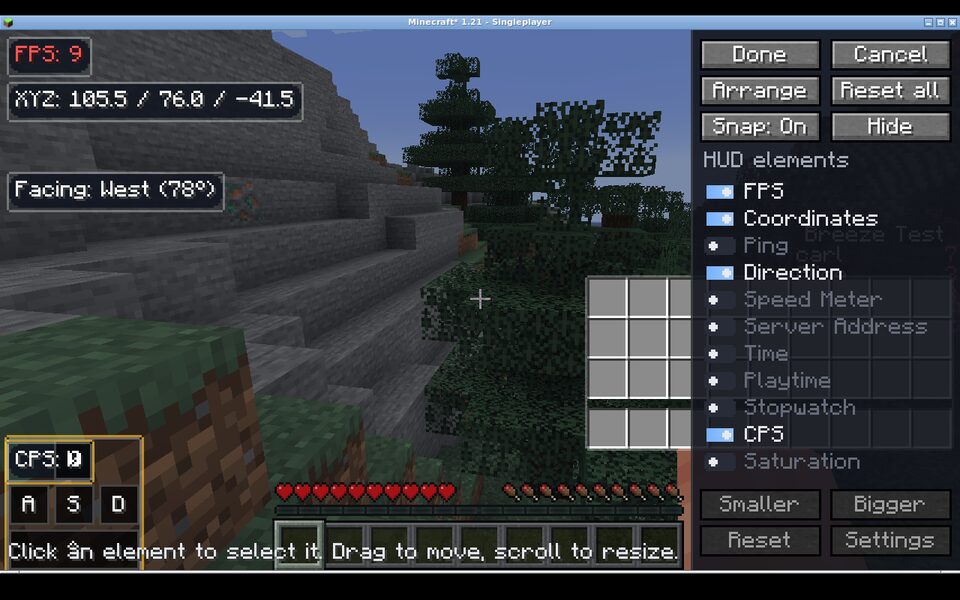 Minecraft* 1.21 - Singleplayer
FPS: 9
XYZ: 105.5 / 76.0 / -41.5
Facing: West (78°)
CPS: 0
A S D
Click an element to select it. Drag to move, scroll to resize.
Done Cancel
Arrange Reset all
Snap: On Hide
HUD elements
FPS
Coordinates
Ping
Breeze Test
Direction
Speed Meter
Server Address
Time
Playtime
Stopwatch
CPS
Saturation
Smaller Bigger
Reset Settings